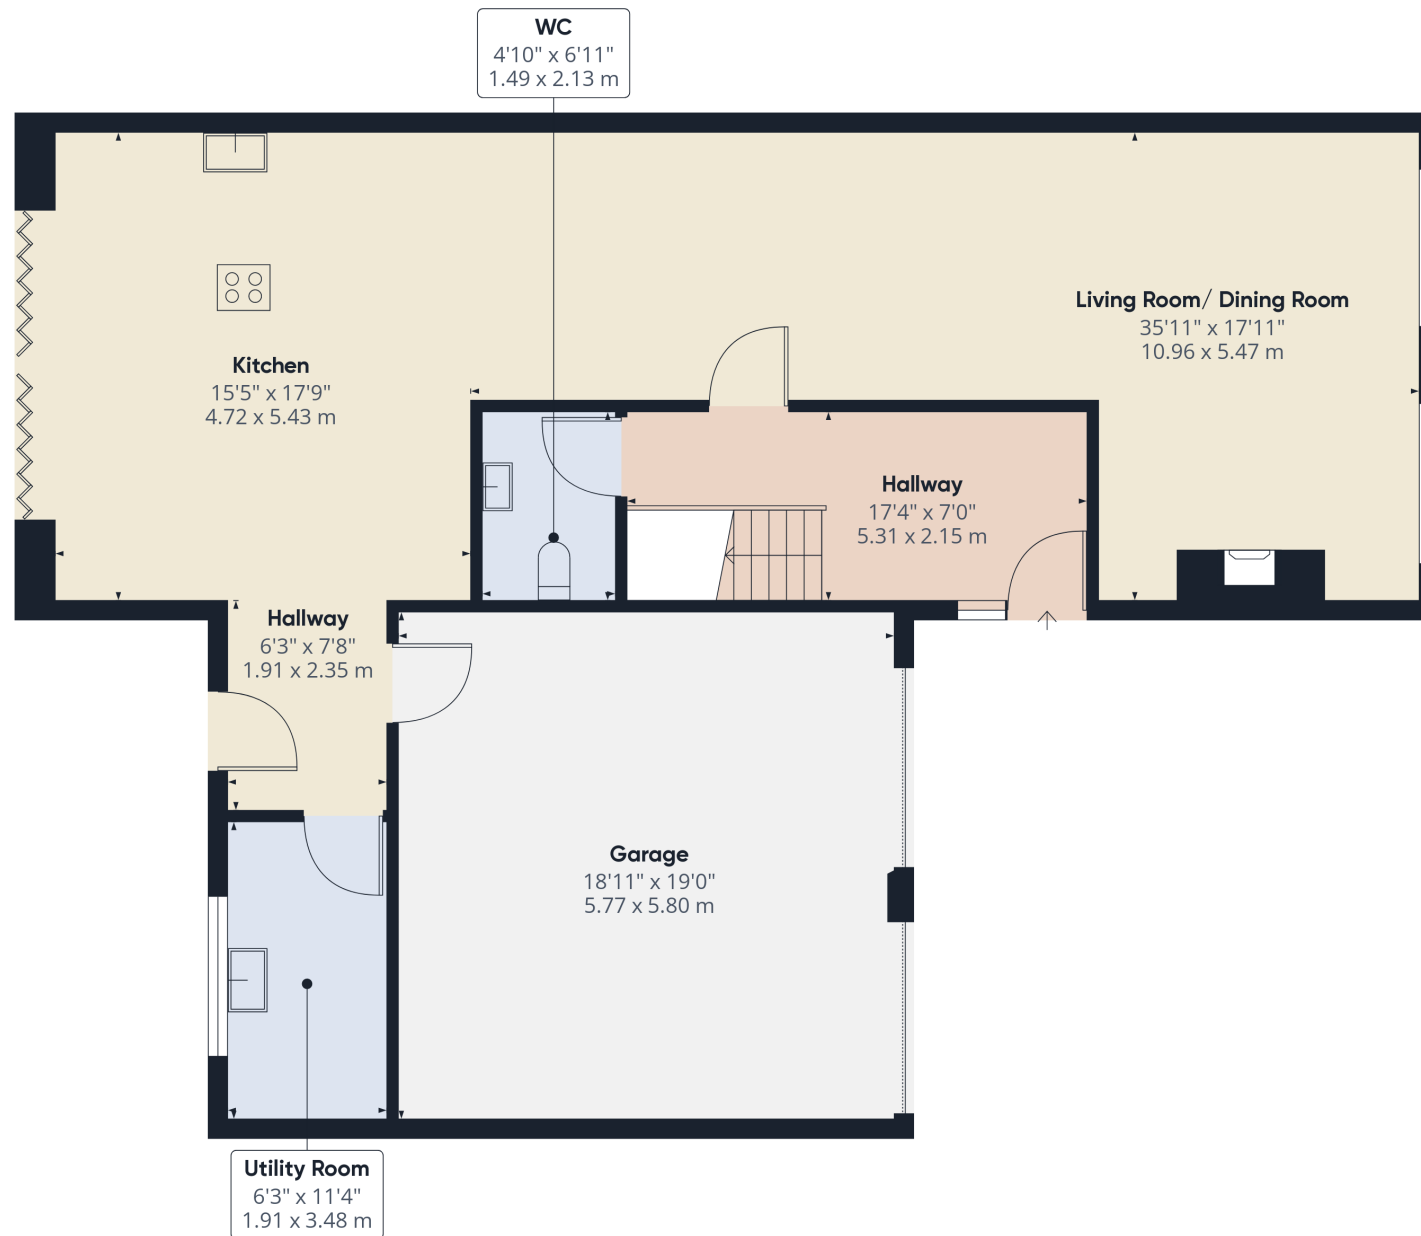 WC
4'10" x 6'11"
1.49 x 2.13 m
Living Room/ Dining Room
35'11" x 17'11"
10.96 x 5.47 m
Kitchen
15'5" x 17'9"
4.72 x 5.43 m
Hallway
17'4" x 7'0"
5.31 x 2.15 m
Hallway
6'3" x 7'8"
1.91 x 2.35 m
Garage
18'11" x 19'0"
5.77 x 5.80 m
Utility Room
6'3" x 11'4"
1.91 x 3.48 m